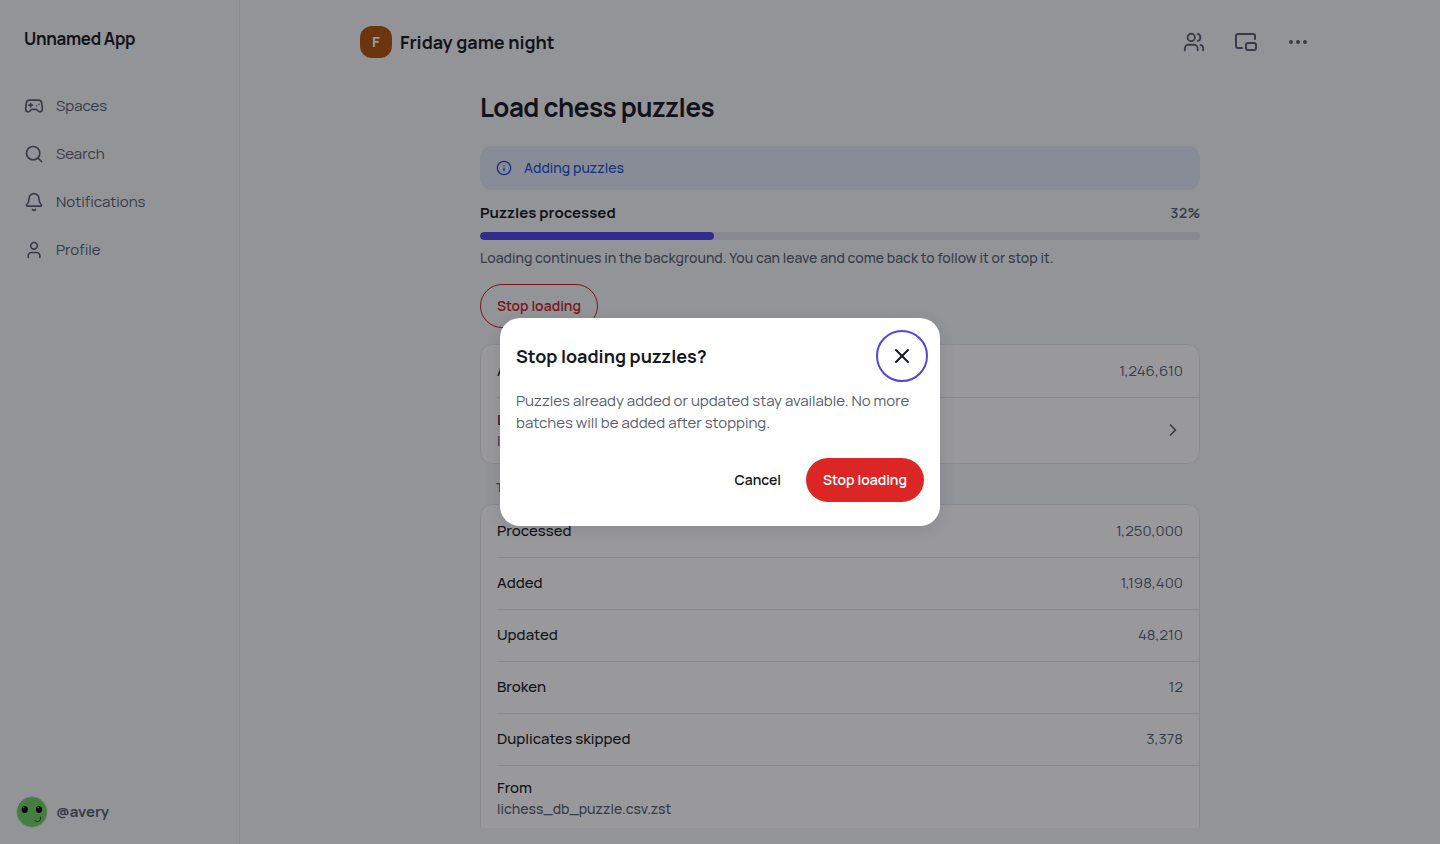 Unnamed App
Spaces
Search
Notifications
Profile
@avery
F Friday game night
Load chess puzzles
Adding puzzles
Puzzles processed 32%
Loading continues in the background. You can leave and come back to follow it or stop it.
Stop loading
Stop loading puzzles?
Puzzles already added or updated stay available. No more
batches will be added after stopping.
Cancel Stop loading
1,246,610
Processed 1,250,000
Added 1,198,400
Updated 48,210
Broken 12
Duplicates skipped 3,378
From
lichess_db_puzzle.csv.zst